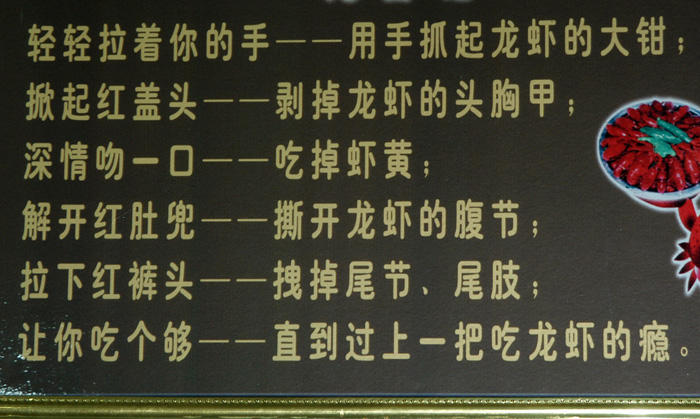 轻轻拉着你的手——用手抓起龙虾的大钳；
掀起红盖头——剥掉龙虾的头胸甲；
深情吻一口——吃掉虾黄；
解开红肚兜——撕开龙虾的腹节；
拉下红裤头——拽掉尾节、尾肢；
让你吃个够——直到过上一把吃龙虾的瘾。